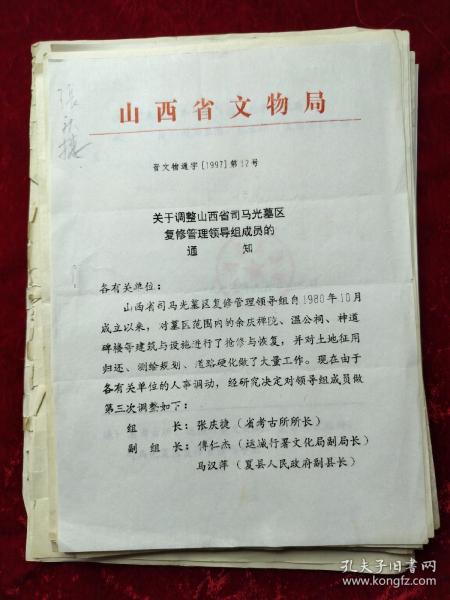 张庆捷
山西省文物局
晋文物通字[1997]第12号
关于调整山西省司马光墓区
复修管理领导组成员的
通 知
各有关单位:
山西省司马光墓区复修管理领导组自1980年10月
成立以来,对墓区范围内的余庆禅院、温公祠、神道
碑楼等建筑与设施进行了抢修与恢复,并对土地征用
归还、测绘规划、道路硬化做了大量工作。现在由于
各有关单位的人事调动,经研究决定对领导组成员做
第三次调整如下:
组 长:张庆捷(省考古所所长)
副 组 长:傅仁杰(运城行署文化局副局长)
马汉萍(夏县人民政府副县长)
孔夫子旧书网
www.kongfz.com